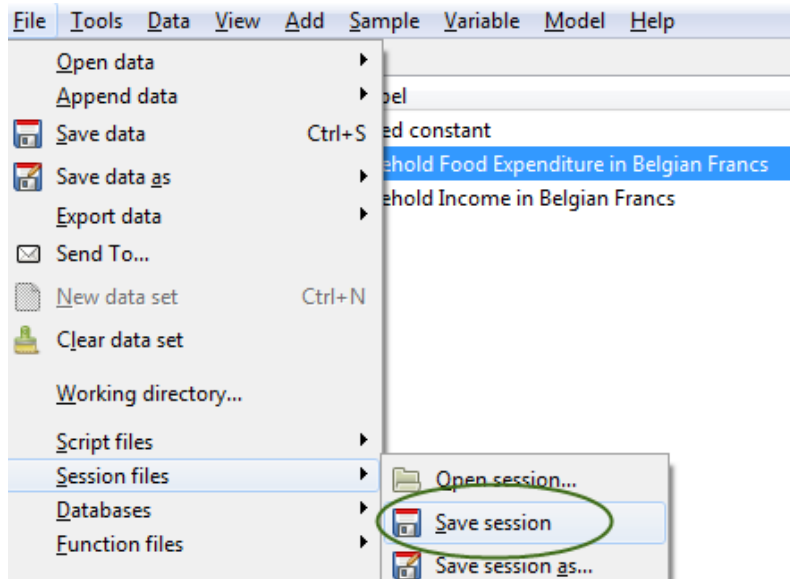 File Tools Data View Add Sample Variable Model Help
Open data
Append data
Save data Ctrl+S
ed constant
Save data as
ehold Food Expenditure in Belgian Francs
ehold Income in Belgian Francs
Export data
Send To...
New data set Ctrl+N
Clear data set
Working directory...
Script files
Session files
Databases
Function files
Open session...
Save session
Save session as...